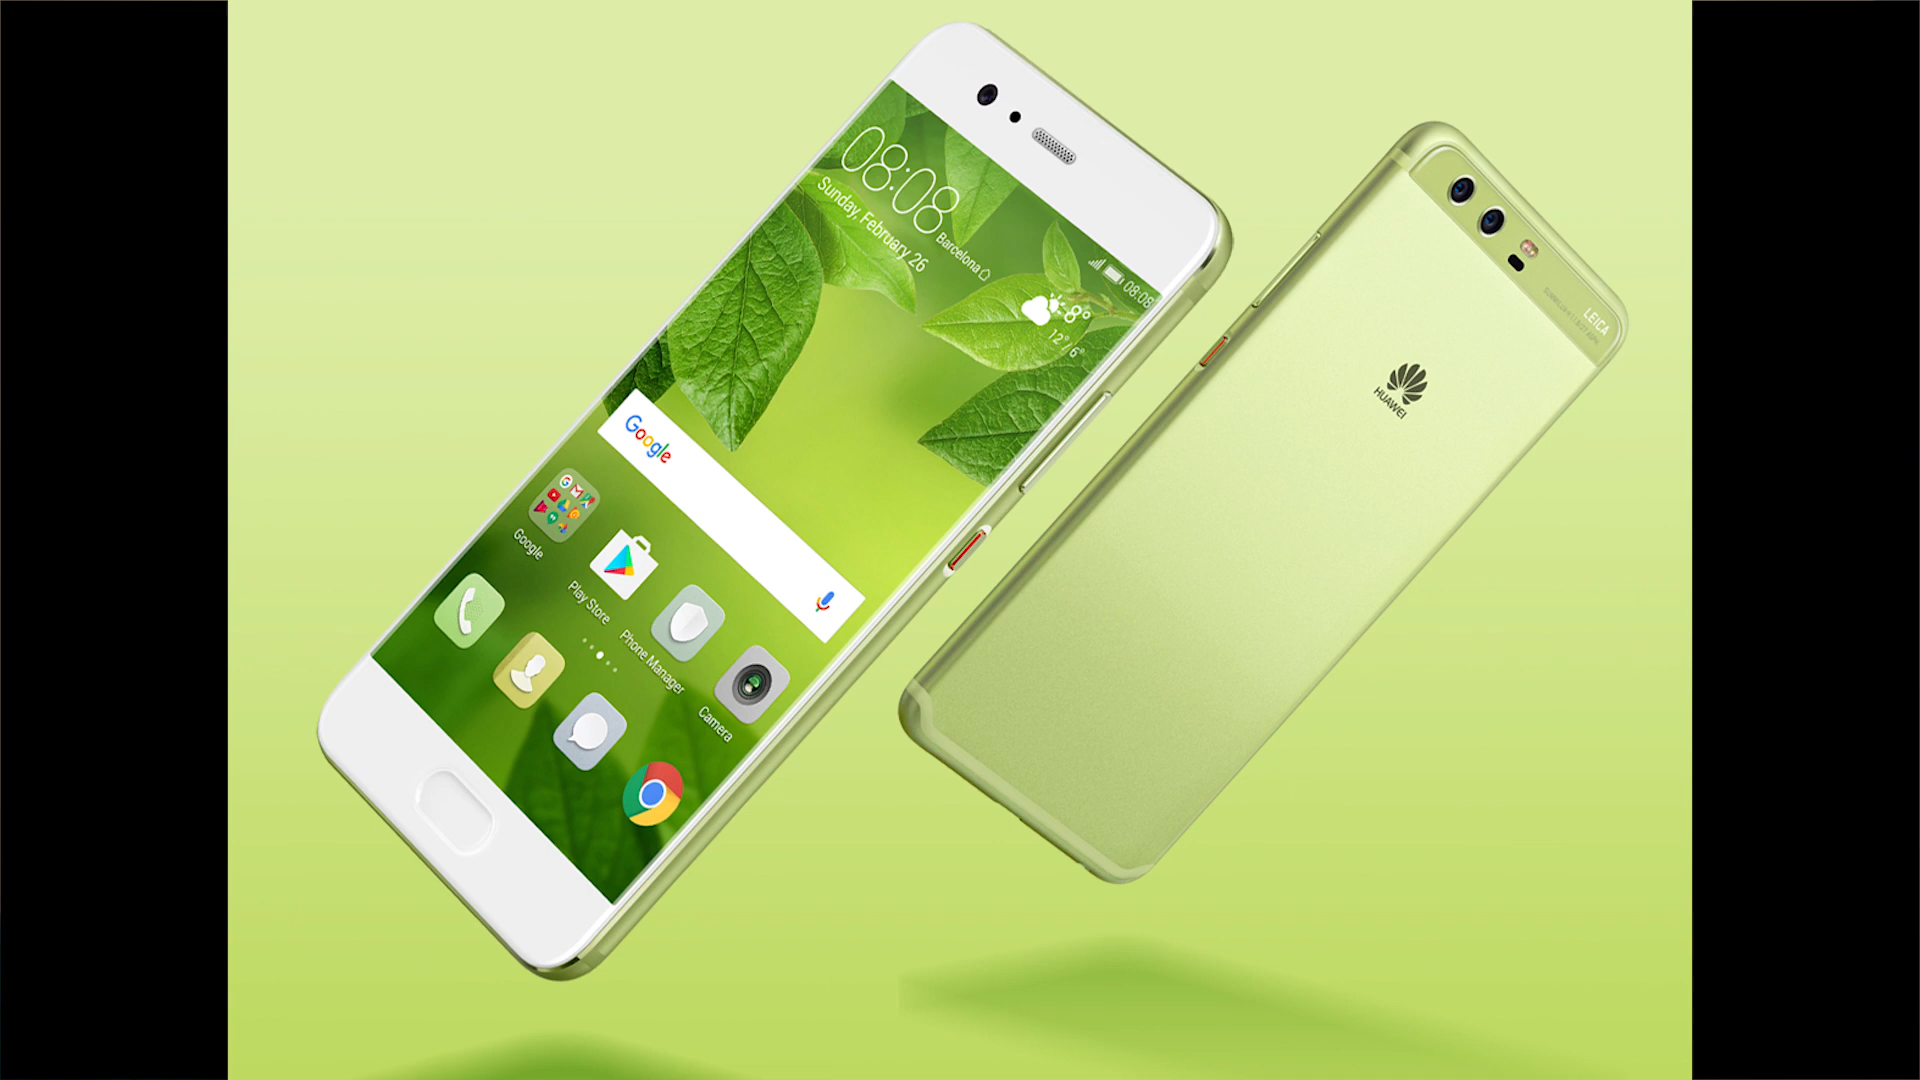 08:08
08:08
Barcelona
Sunday, February 26
8°
12°/6°
Google
Google
Play Store
Phone Manager
Camera
LEICA
HUAWEI